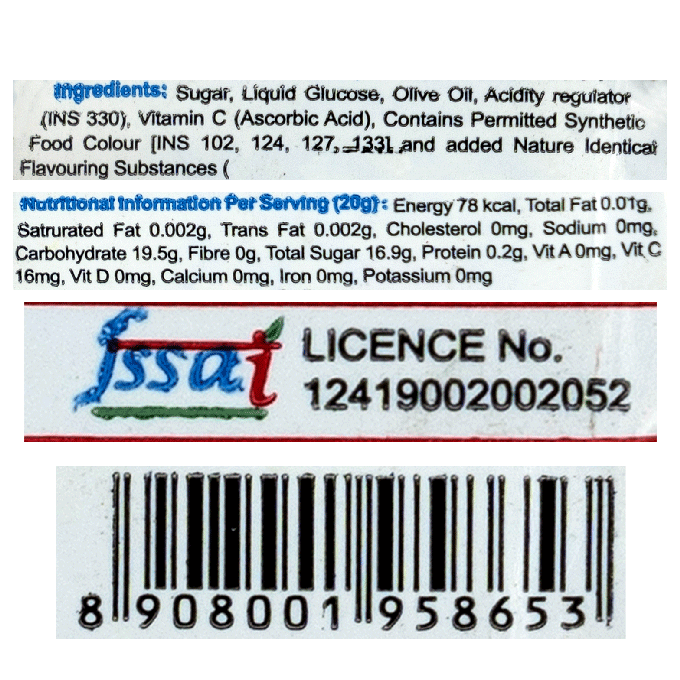 Ingredients: Sugar, Liquid Glucose, Olive Oil, Acidity regulator
(INS 330), Vitamin C (Ascorbic Acid), Contains Permitted Synthetic
Food Colour [INS 102, 124, 127, 133] and added Nature Identical
Flavouring Substances (
Nutritional Information Per Serving (20g): Energy 78 kcal, Total Fat 0.01g,
Satrurated Fat 0.002g, Trans Fat 0.002g, Cholesterol 0mg, Sodium 0mg,
Carbohydrate 19.5g, Fibre 0g, Total Sugar 16.9g, Protein 0.2g, Vit A 0mg, Vit C
16mg, Vit D 0mg, Calcium 0mg, Iron 0mg, Potassium 0mg
fssai LICENCE No.
12419002002052
8 908001 958653